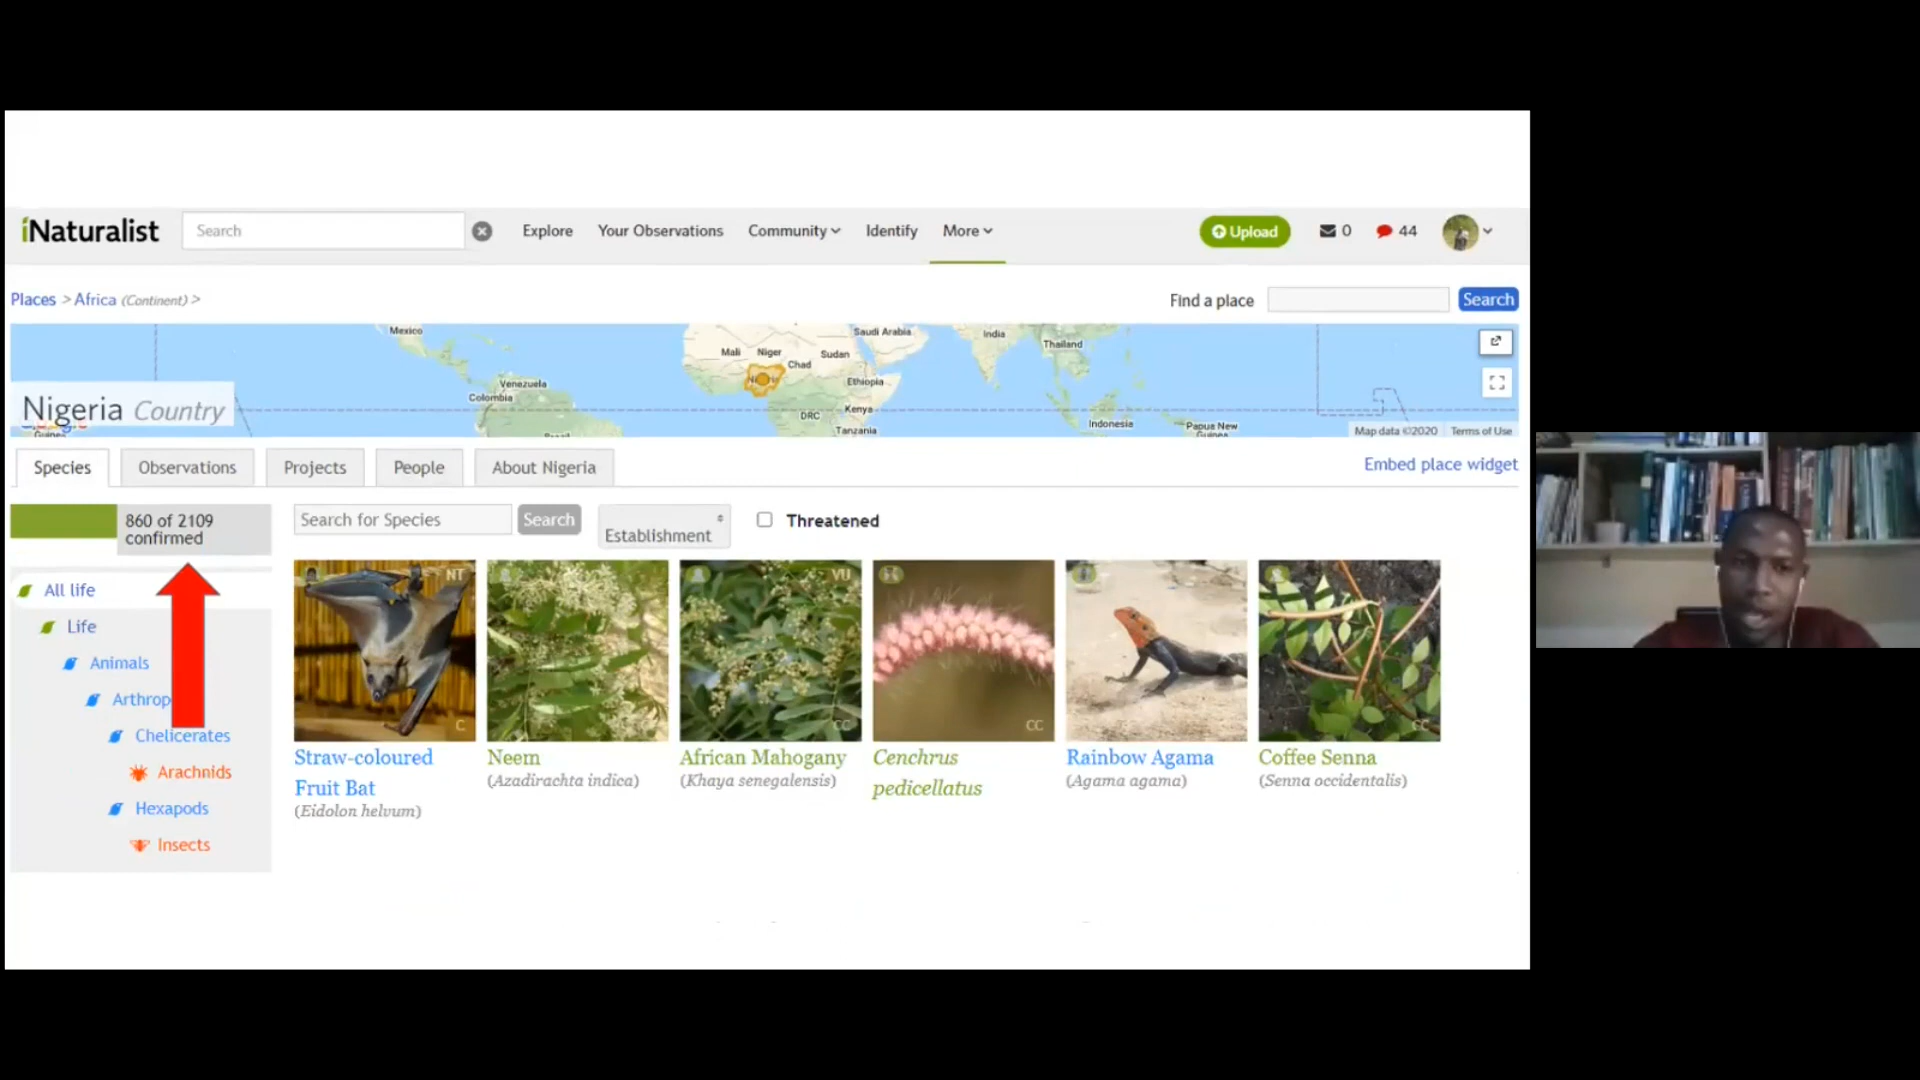 iNaturalist
Search
Explore
Your Observations
Community
Identify
More
Upload
0
44
Places > Africa (Continent) >
Find a place
Search
Mexico
Venezuela
Colombia
Mali
Niger
Chad
Sudan
Saudi Arabia
Ethiopia
DRC
Kenya
Tanzania
India
Thailand
Indonesia
Papua New
Guinea
Nigeria Country
Map data ©2020
Terms of Use
Species
Observations
Projects
People
About Nigeria
Embed place widget
860 of 2109
confirmed
Search for Species
Search
Establishment
Threatened
All life
Life
Animals
Arthrop
Chelicerates
Arachnids
Hexapods
Insects
NT
C
VU
CC
CC
CC
Straw-coloured
Fruit Bat
(Eidolon helvum)
Neem
(Azadirachta indica)
African Mahogany
(Khaya senegalensis)
Cenchrus
pedicellatus
Rainbow Agama
(Agama agama)
Coffee Senna
(Senna occidentalis)